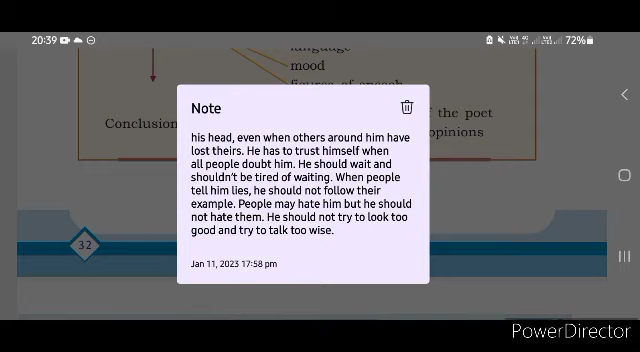 20:39
72%
language
mood
figures of speech
Note
Conclusion
f the poet
opinions
his head, even when others around him have
lost theirs. He has to trust himself when
all people doubt him. He should wait and
shouldn't be tired of waiting. When people
tell him lies, he should not follow their
example. People may hate him but he should
not hate them. He should not try to look too
good and try to talk too wise.
32
Jan 11, 2023 17:58 pm
PowerDirector